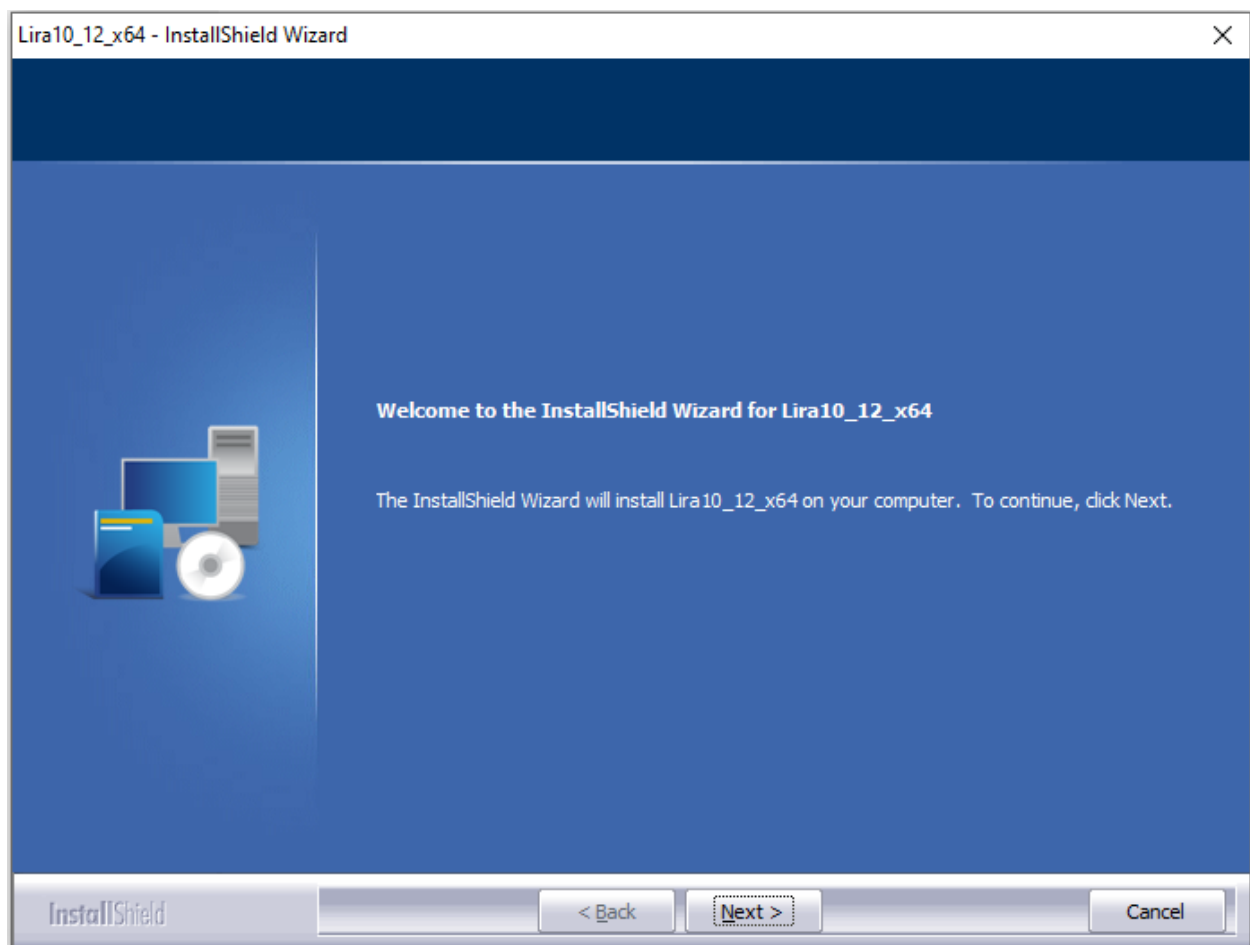 Lira10_12_x64 - InstallShield Wizard
Welcome to the InstallShield Wizard for Lira10_12_x64
The InstallShield Wizard will install Lira10_12_x64 on your computer.  To continue, click Next.
InstallShield
< Back
Next >
Cancel